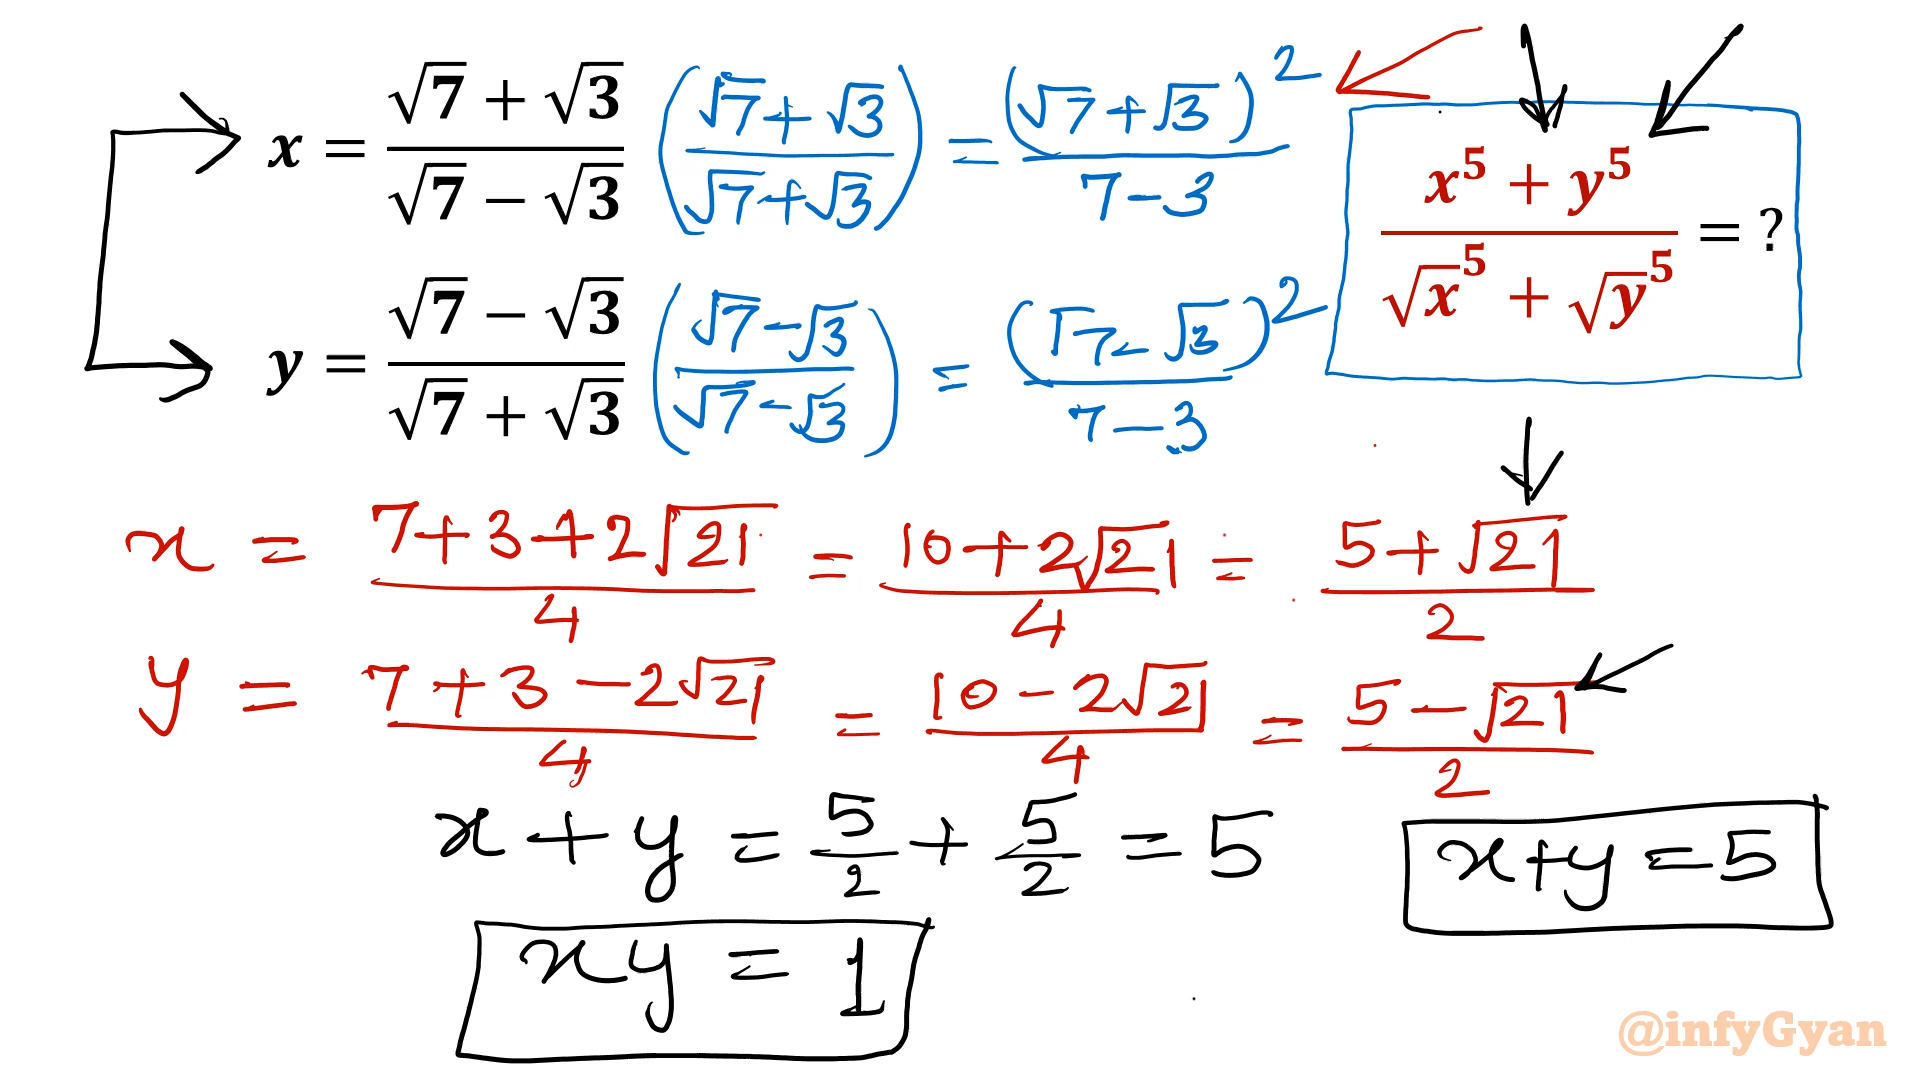 x = (√7 + √3)/(√7 − √3) ((√7 + √3)/(√7 + √3)) = (√7 + √3)²/(7 − 3)
(x⁵ + y⁵)/(√x⁵ + √y⁵) = ?
y = (√7 − √3)/(√7 + √3) ((√7 − √3)/(√7 − √3)) = (√7 − √3)²/(7 − 3)
x = (7 + 3 + 2√21)/4 = (10 + 2√21)/4 = (5 + √21)/2
y = (7 + 3 − 2√21)/4 = (10 − 2√21)/4 = (5 − √21)/2
x + y = 5/2 + 5/2 = 5
x + y = 5
xy = 1
@infyGyan